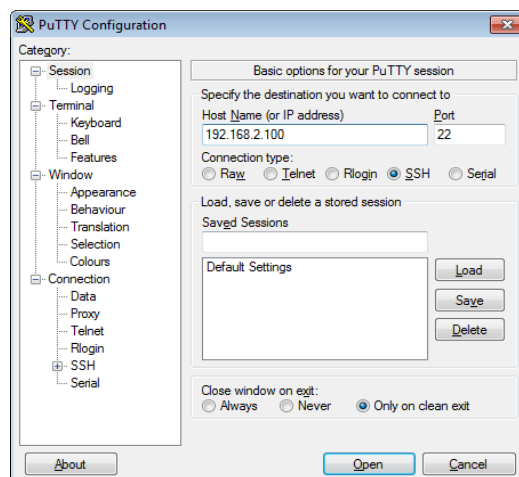 PuTTY Configuration
Category:
Session
Logging
Terminal
Keyboard
Bell
Features
Window
Appearance
Behaviour
Translation
Selection
Colours
Connection
Data
Proxy
Telnet
Rlogin
SSH
Serial
Basic options for your PuTTY session
Specify the destination you want to connect to
Host Name (or IP address) Port
192.168.2.100 22
Connection type:
Raw Telnet Rlogin SSH Serial
Load, save or delete a stored session
Saved Sessions
Default Settings
Load
Save
Delete
Close window on exit:
Always Never Only on clean exit
About Open Cancel